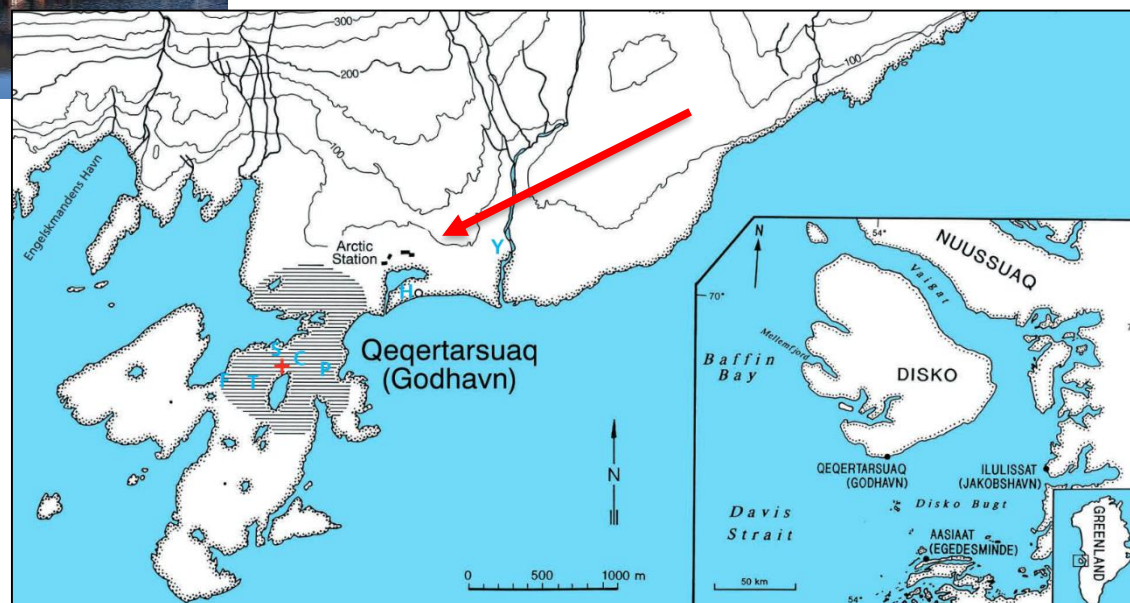 300
200
100
100
Engelskmandens Havn
Arctic
Station
Y
H
S
C
P
F
T
Qeqertarsuaq
(Godhavn)
N
0 500 1000 m
N
54°
NUUSSUAQ
Vaigat
70°
Mellemfjord
Baffin
Bay
DISKO
QEQERTARSUAQ
(GODHAVN)
ILULISSAT
(JAKOBSHAVN)
Disko Bugt
Davis
Strait
AASIAAT
(EGEDESMINDE)
GREENLAND
50 km
54°